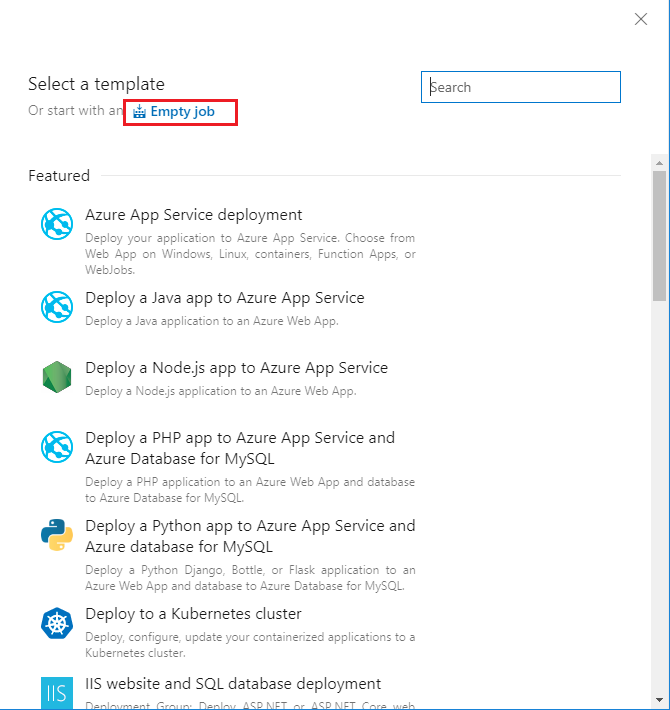 Select a template
Search
Or start with an Empty job
Featured
Azure App Service deployment
Deploy your application to Azure App Service. Choose from
Web App on Windows, Linux, containers, Function Apps, or
WebJobs.
Deploy a Java app to Azure App Service
Deploy a Java application to an Azure Web App.
Deploy a Node.js app to Azure App Service
Deploy a Node.js application to an Azure Web App.
Deploy a PHP app to Azure App Service and
Azure Database for MySQL
Deploy a PHP application to an Azure Web App and database
to Azure Database for MySQL.
Deploy a Python app to Azure App Service and
Azure database for MySQL
Deploy a Python Django, Bottle, or Flask application to an
Azure Web App and database to Azure Database for MySQL.
Deploy to a Kubernetes cluster
Deploy, configure, update your containerized applications to a
Kubernetes cluster.
IIS
IIS website and SQL database deployment
Deployment Group: Deploy ASP.NET or ASP.NET Core web